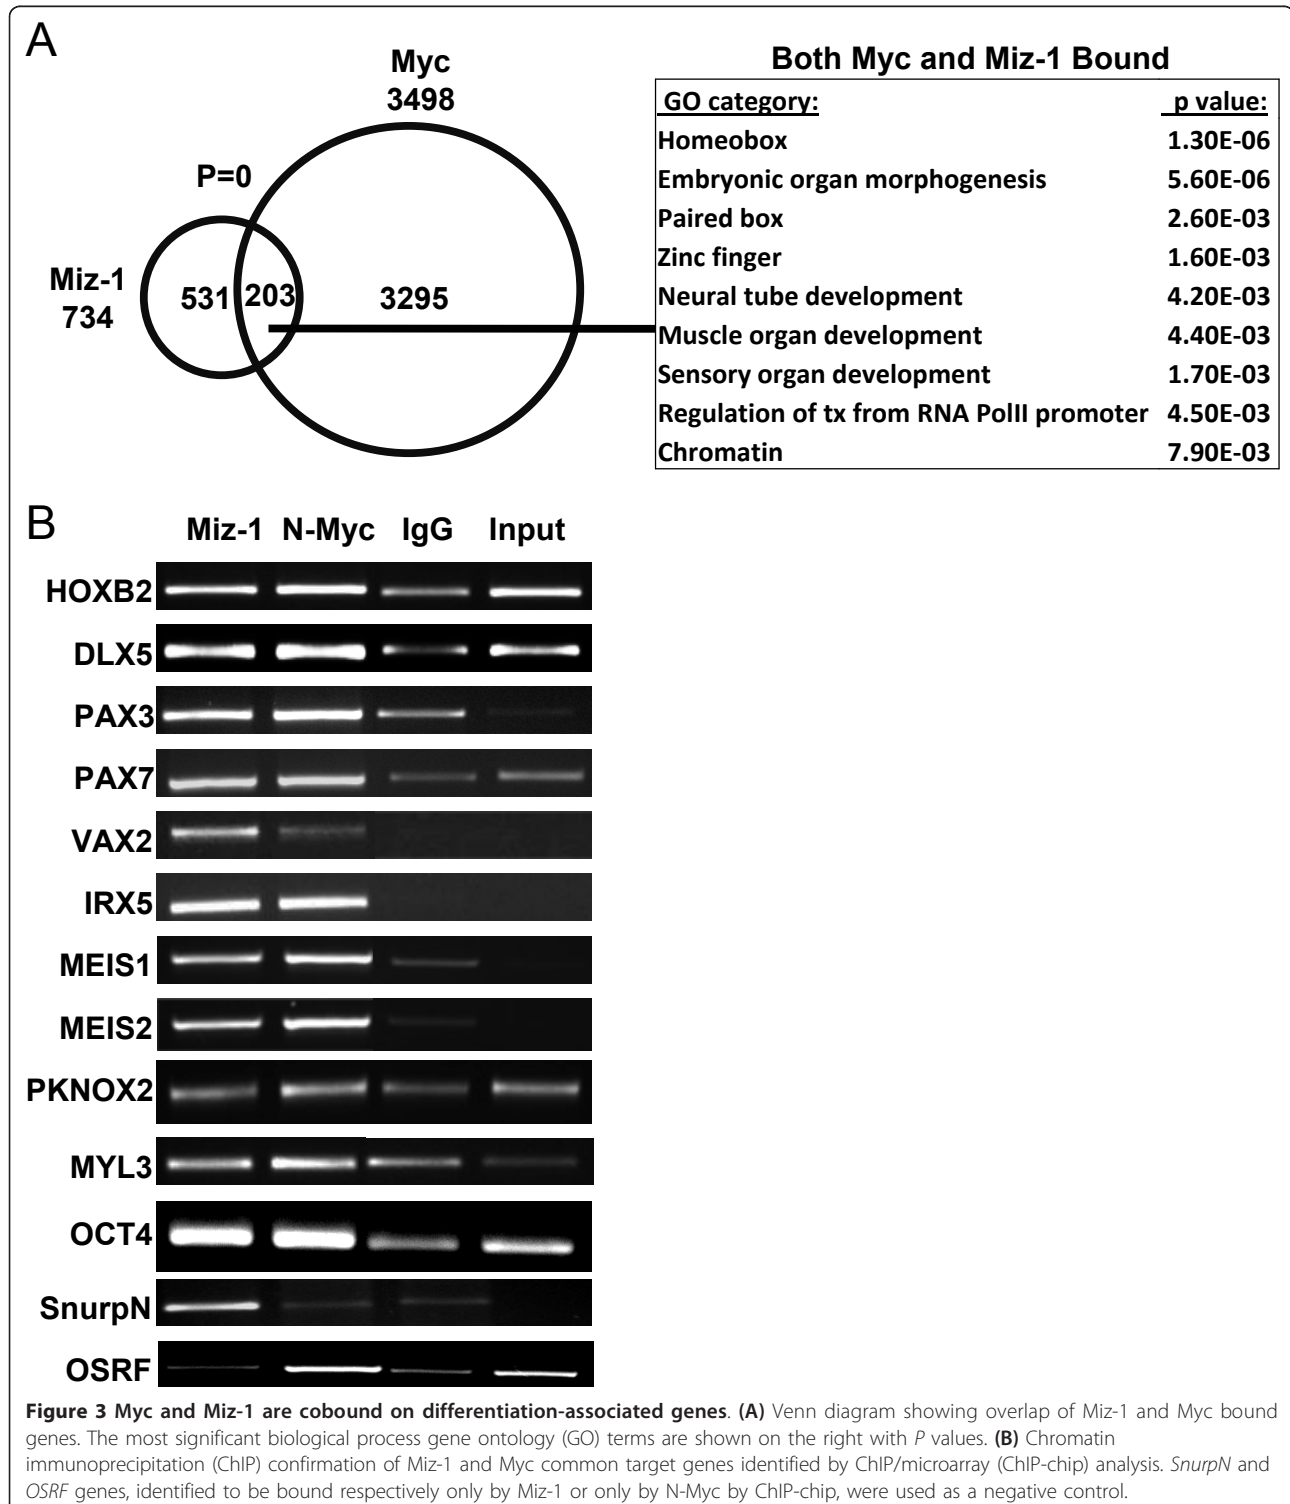 A
Myc
3498
P=0
Miz-1
734
531
203
3295
Both Myc and Miz-1 Bound
GO category: p value:
Homeobox 1.30E-06
Embryonic organ morphogenesis 5.60E-06
Paired box 2.60E-03
Zinc finger 1.60E-03
Neural tube development 4.20E-03
Muscle organ development 4.40E-03
Sensory organ development 1.70E-03
Regulation of tx from RNA PolII promoter 4.50E-03
Chromatin 7.90E-03
B
Miz-1 N-Myc IgG Input
HOXB2
DLX5
PAX3
PAX7
VAX2
IRX5
MEIS1
MEIS2
PKNOX2
MYL3
OCT4
SnurpN
OSRF
Figure 3 Myc and Miz-1 are cobound on differentiation-associated genes. (A) Venn diagram showing overlap of Miz-1 and Myc bound
genes. The most significant biological process gene ontology (GO) terms are shown on the right with P values. (B) Chromatin
immunoprecipitation (ChIP) confirmation of Miz-1 and Myc common target genes identified by ChIP/microarray (ChIP-chip) analysis. SnurpN and
OSRF genes, identified to be bound respectively only by Miz-1 or only by N-Myc by ChIP-chip, were used as a negative control.